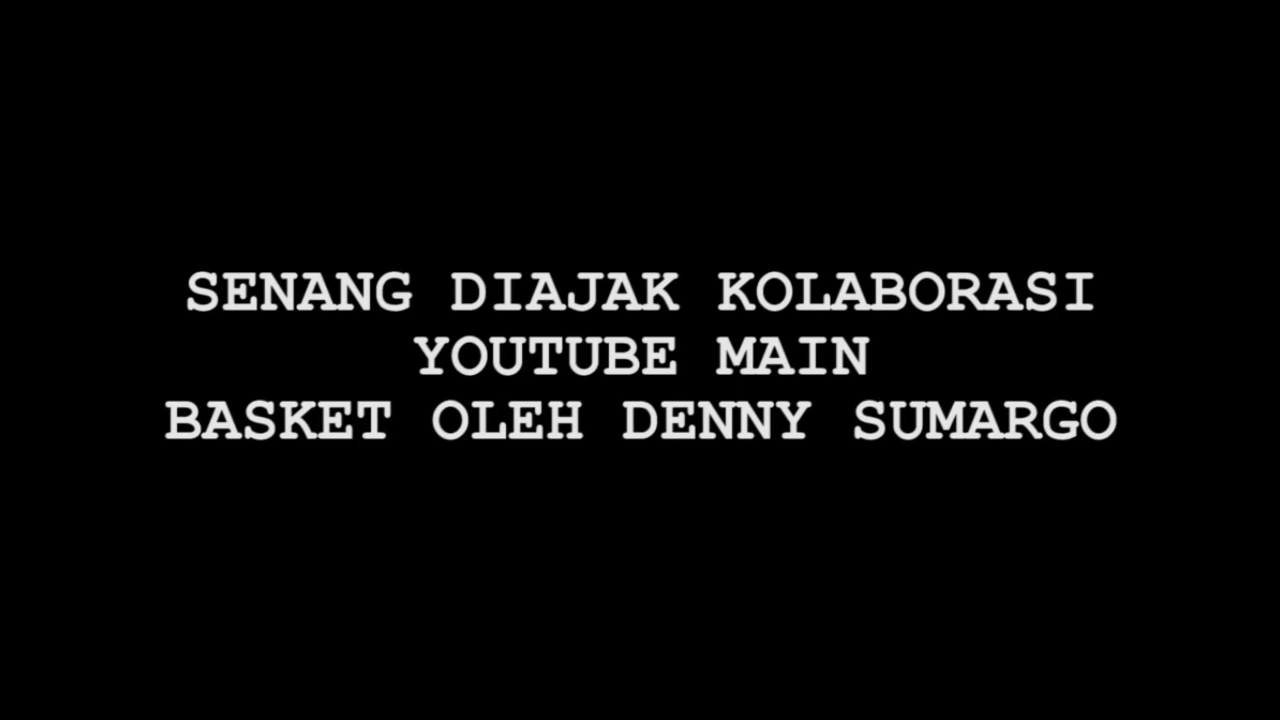 SENANG DIAJAK KOLABORASI
YOUTUBE MAIN
BASKET OLEH DENNY SUMARGO